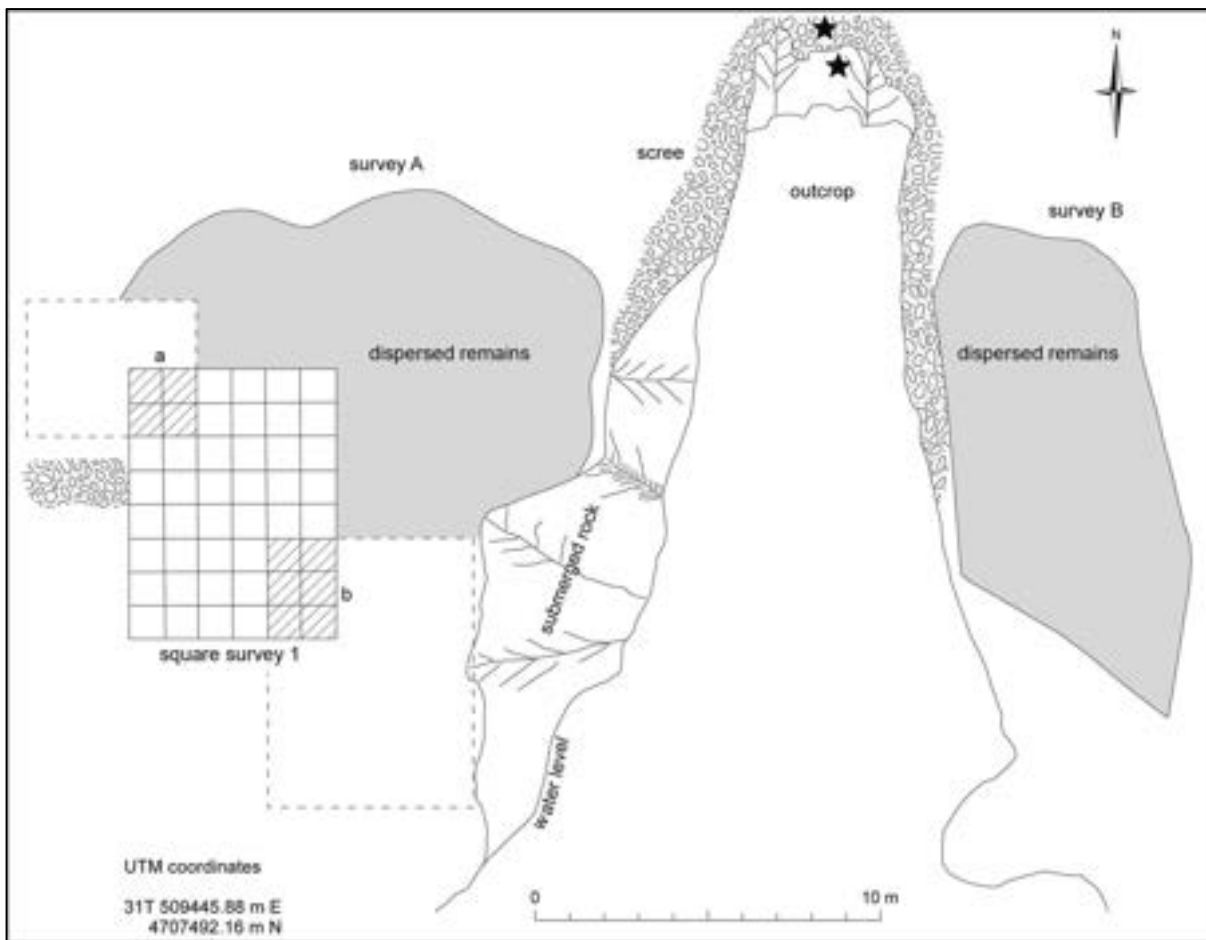 N
survey A
scree
outcrop
survey B
a
dispersed remains
dispersed remains
submerged rock
b
square survey 1
water level
UTM coordinates
0
10 m
31T 509445.88 m E
4707492.16 m N